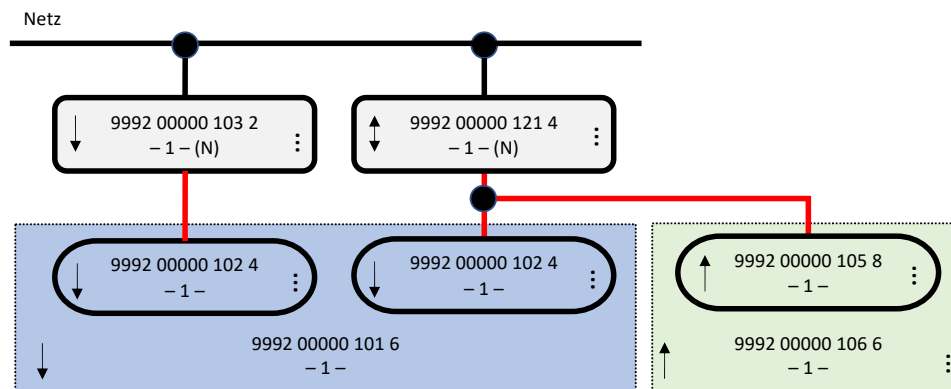 Netz
9992 00000 103 2
– 1 – (N)
9992 00000 121 4
– 1 – (N)
9992 00000 102 4
– 1 –
9992 00000 102 4
– 1 –
9992 00000 105 8
– 1 –
9992 00000 101 6
– 1 –
9992 00000 106 6
– 1 –